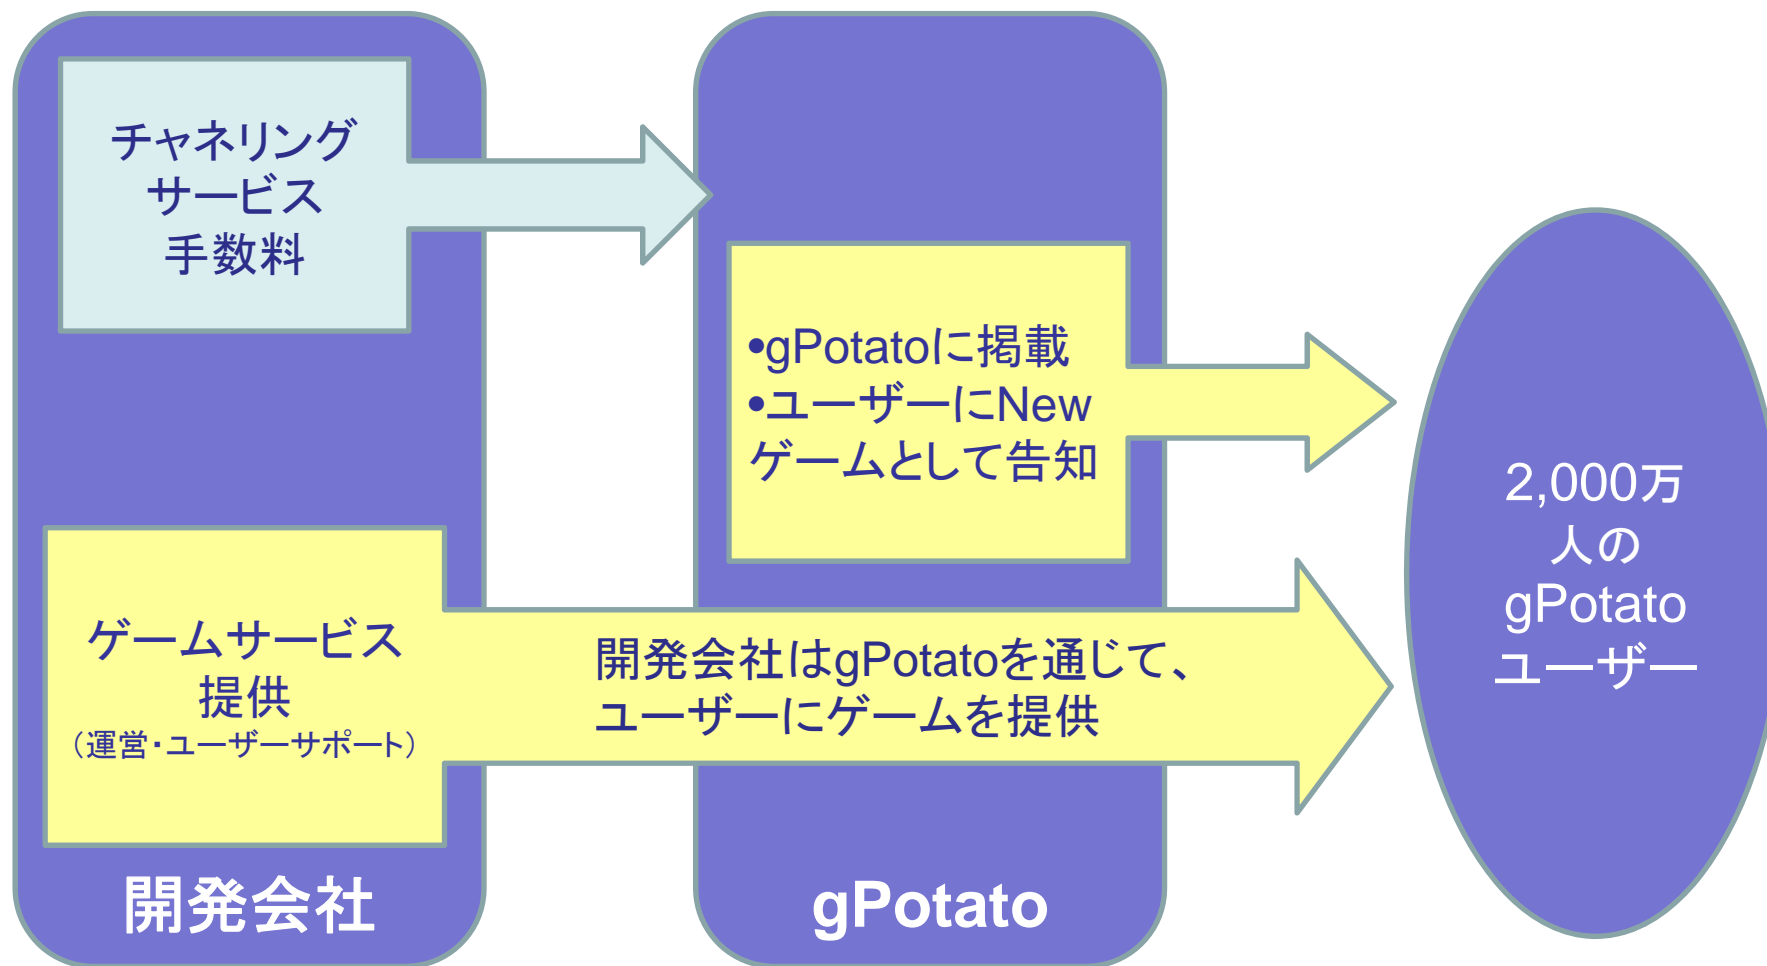 チャネリング
サービス
手数料
•gPotatoに掲載
•ユーザーにNew
ゲームとして告知
ゲームサービス
提供
（運営・ユーザーサポート）
開発会社はgPotatoを通じて、
ユーザーにゲームを提供
2,000万
人の
gPotato
ユーザー
開発会社
gPotato